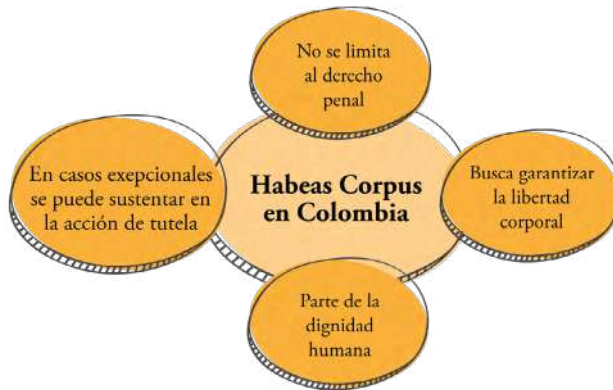 No se limita
al derecho
penal
En casos exepcionales
se puede sustentar en
la acción de tutela
Habeas Corpus
en Colombia
Busca garantizar
la libertad
corporal
Parte de la
dignidad
humana